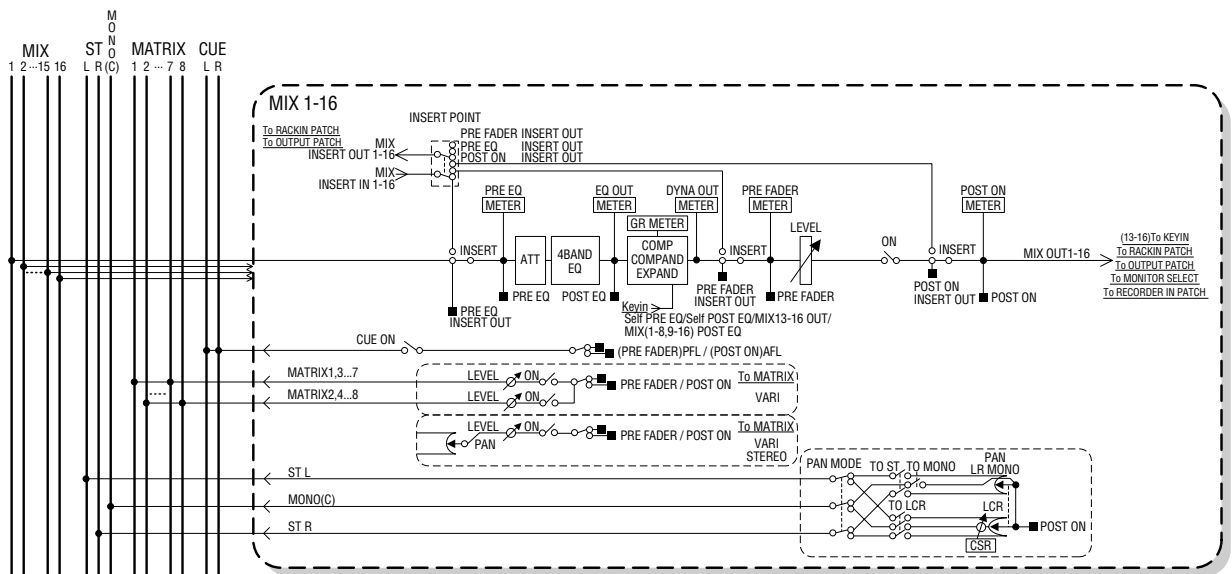 MIX
1 2 ··· 15 16
ST
L R
MONO
(C)
MATRIX
1 2 ··· 7 8
CUE
L R
MIX 1-16
INSERT POINT
To RACKIN PATCH
To OUTPUT PATCH
MIX
INSERT OUT 1-16
MIX
INSERT IN 1-16
PRE FADER INSERT OUT
PRE EQ INSERT OUT
POST ON INSERT OUT
PRE EQ
METER
EQ OUT
METER
DYNA OUT
METER
PRE FADER
METER
POST ON
METER
GR METER
LEVEL
ON
INSERT
ATT
4BAND
EQ
COMP
COMPAND
EXPAND
INSERT
INSERT
MIX OUT1-16
(13-16)To KEYIN
To RACKIN PATCH
To OUTPUT PATCH
To MONITOR SELECT
To RECORDER IN PATCH
PRE EQ
INSERT OUT
PRE EQ
POST EQ
PRE FADER
INSERT OUT
PRE FADER
POST ON
INSERT OUT
POST ON
Keyin
Self PRE EQ/Self POST EQ/MIX13-16 OUT/
MIX(1-8,9-16) POST EQ
CUE ON
(PRE FADER)PFL / (POST ON)AFL
MATRIX1,3...7
LEVEL
ON
PRE FADER / POST ON
To MATRIX
VARI
MATRIX2,4...8
LEVEL
ON
LEVEL
PAN
ON
PRE FADER / POST ON
To MATRIX
VARI
STEREO
ST L
MONO(C)
ST R
PAN MODE
TO ST
TO MONO
PAN
LR MONO
TO LCR
LCR
CSR
POST ON